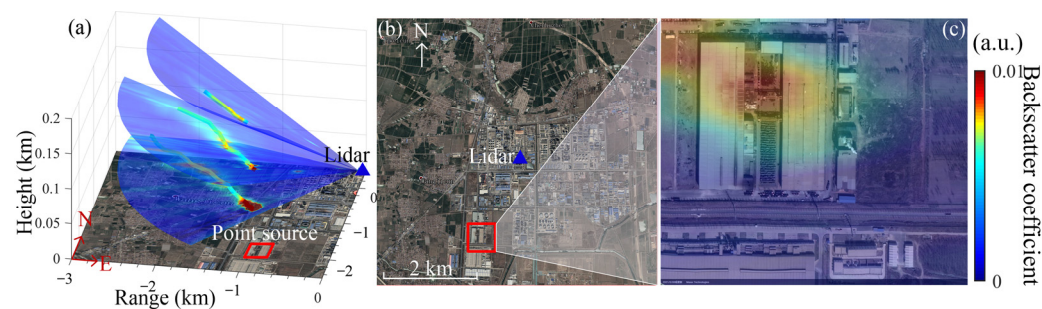 (a)
Lidar
Height (km)
0.2
0.15
0.1
0.05
0
N
E
Point source
−3
−2
−1
0
Range (km)
0
−1
−2
(b)
N
Lidar
2 km
(c)
(a.u.)
0.01
0
Backscatter coefficient